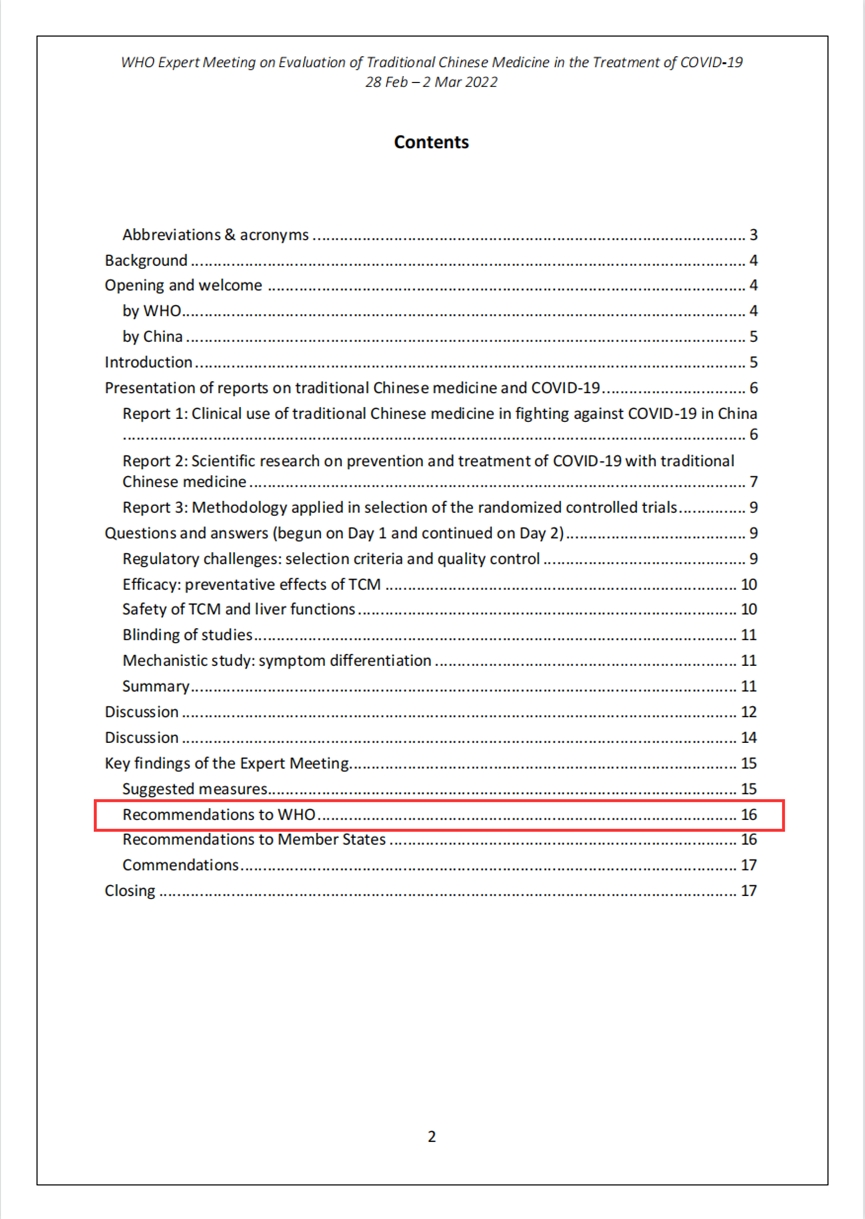 WHO Expert Meeting on Evaluation of Traditional Chinese Medicine in the Treatment of COVID-19
28 Feb – 2 Mar 2022
Contents
Abbreviations & acronyms ........ 3
Background ........ 4
Opening and welcome ........ 4
by WHO ........ 4
by China ........ 5
Introduction ........ 5
Presentation of reports on traditional Chinese medicine and COVID-19 ........ 6
Report 1: Clinical use of traditional Chinese medicine in fighting against COVID-19 in China
........ 6
Report 2: Scientific research on prevention and treatment of COVID-19 with traditional
Chinese medicine ........ 7
Report 3: Methodology applied in selection of the randomized controlled trials ........ 9
Questions and answers (begun on Day 1 and continued on Day 2) ........ 9
Regulatory challenges: selection criteria and quality control ........ 9
Efficacy: preventative effects of TCM ........ 10
Safety of TCM and liver functions ........ 10
Blinding of studies ........ 11
Mechanistic study: symptom differentiation ........ 11
Summary ........ 11
Discussion ........ 12
Discussion ........ 14
Key findings of the Expert Meeting ........ 15
Suggested measures ........ 15
Recommendations to WHO ........ 16
Recommendations to Member States ........ 16
Commendations ........ 17
Closing ........ 17
2